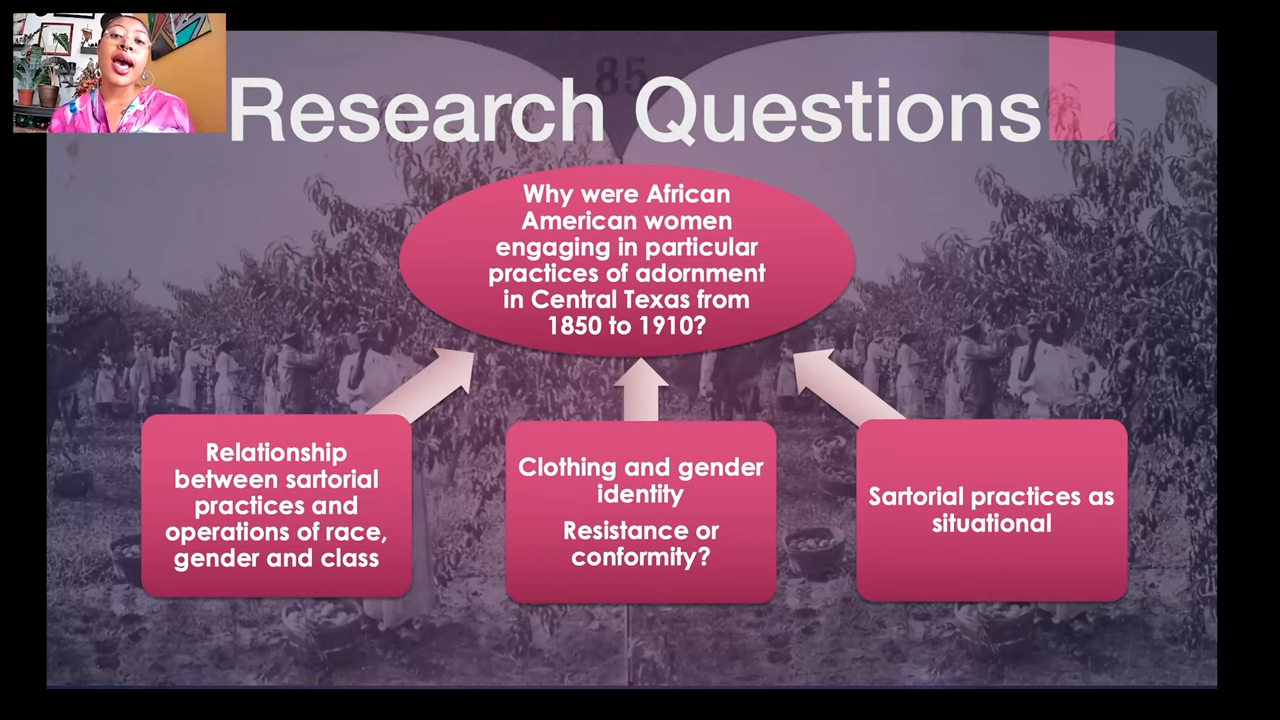 85
Research Questions
Why were African
American women
engaging in particular
practices of adornment
in Central Texas from
1850 to 1910?
Relationship
between sartorial
practices and
operations of race,
gender and class
Clothing and gender
identity
Resistance or
conformity?
Sartorial practices as
situational